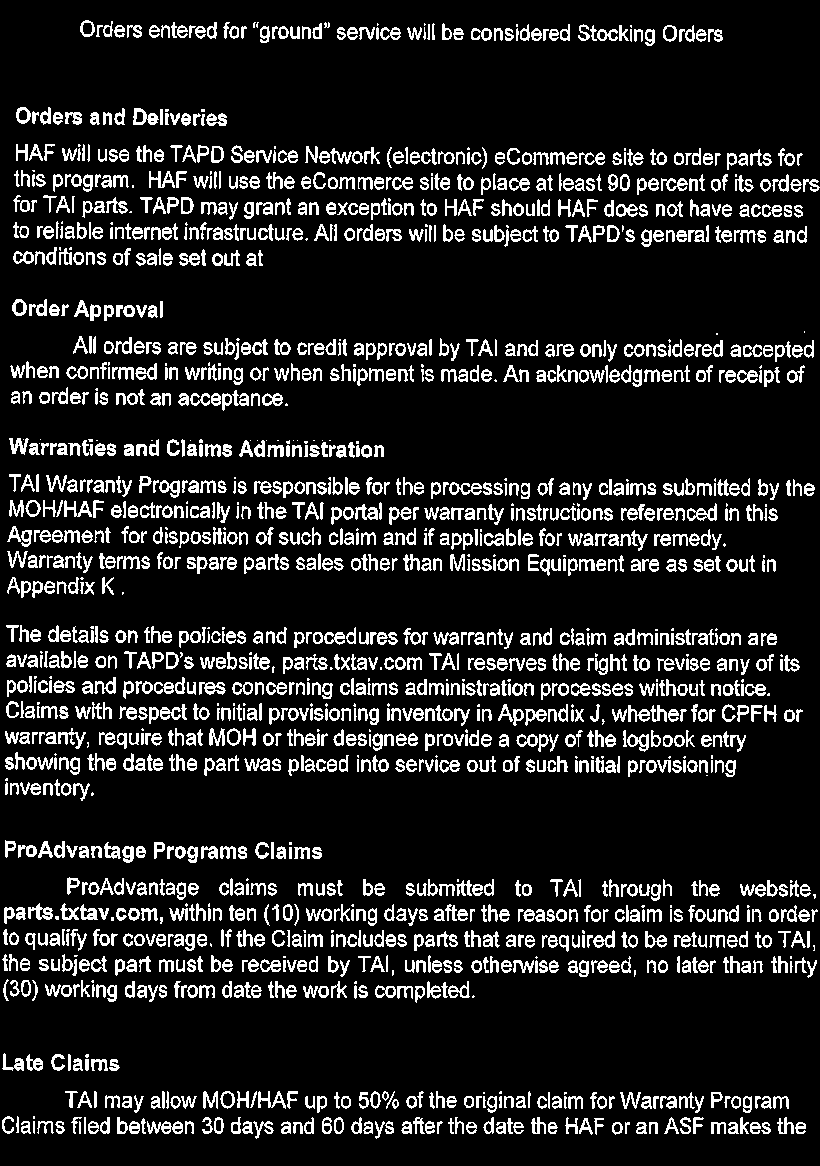 Orders entered for “ground” service will be considered Stocking Orders
Orders and Deliveries
HAF will use the TAPD Service Network (electronic) eCommerce site to order parts for
this program. HAF will use the eCommerce site to place at least 90 percent of its orders
for TAI parts. TAPD may grant an exception to HAF should HAF does not have access
to reliable internet infrastructure. All orders will be subject to TAPD's general terms and
conditions of sale set out at
Order Approval
All orders are subject to credit approval by TAI and are only considered accepted
when confirmed in writing or when shipment is made. An acknowledgment of receipt of
an order is not an acceptance.
Warranties and Claims Administration
TAI Warranty Programs is responsible for the processing of any claims submitted by the
MOH/HAF electronically in the TAI portal per warranty instructions referenced in this
Agreement for disposition of such claim and if applicable for warranty remedy.
Warranty terms for spare parts sales other than Mission Equipment are as set out in
Appendix K .
The details on the policies and procedures for warranty and claim administration are
available on TAPD's website, parts.txtav.com TAI reserves the right to revise any of its
policies and procedures concerning claims administration processes without notice.
Claims with respect to initial provisioning inventory in Appendix J, whether for CPFH or
warranty, require that MOH or their designee provide a copy of the logbook entry
showing the date the part was placed into service out of such initial provisioning
inventory.
ProAdvantage Programs Claims
ProAdvantage claims must be submitted to TAI through the website,
parts.txtav.com, within ten (10) working days after the reason for claim is found in order
to qualify for coverage. If the Claim includes parts that are required to be returned to TAI,
the subject part must be received by TAI, unless otherwise agreed, no later than thirty
(30) working days from date the work is completed.
Late Claims
TAI may allow MOH/HAF up to 50% of the original claim for Warranty Program
Claims filed between 30 days and 60 days after the date the HAF or an ASF makes the